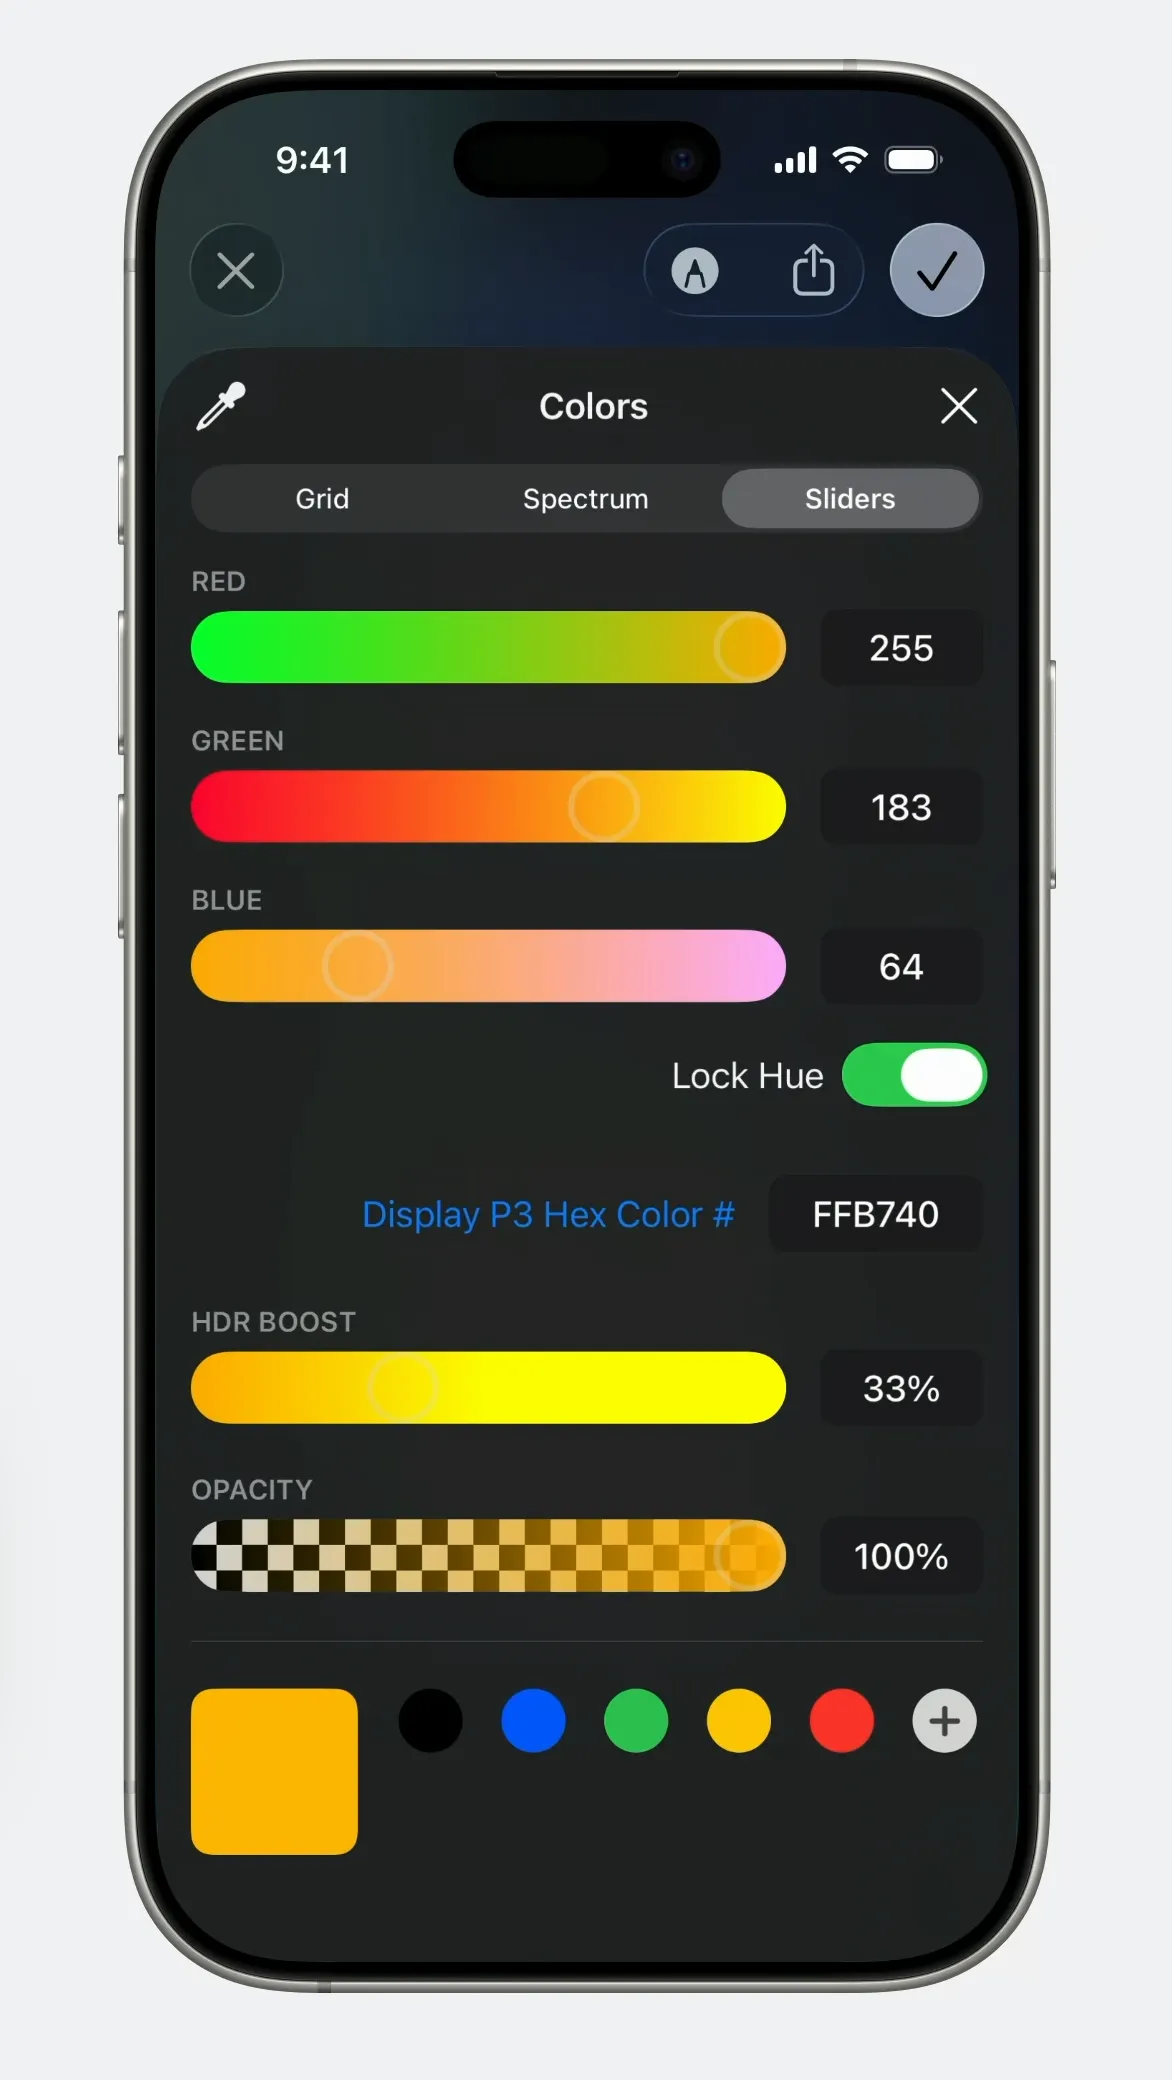 9:41
Colors
Grid Spectrum Sliders
RED
255
GREEN
183
BLUE
64
Lock Hue
Display P3 Hex Color # FFB740
HDR BOOST
33%
OPACITY
100%